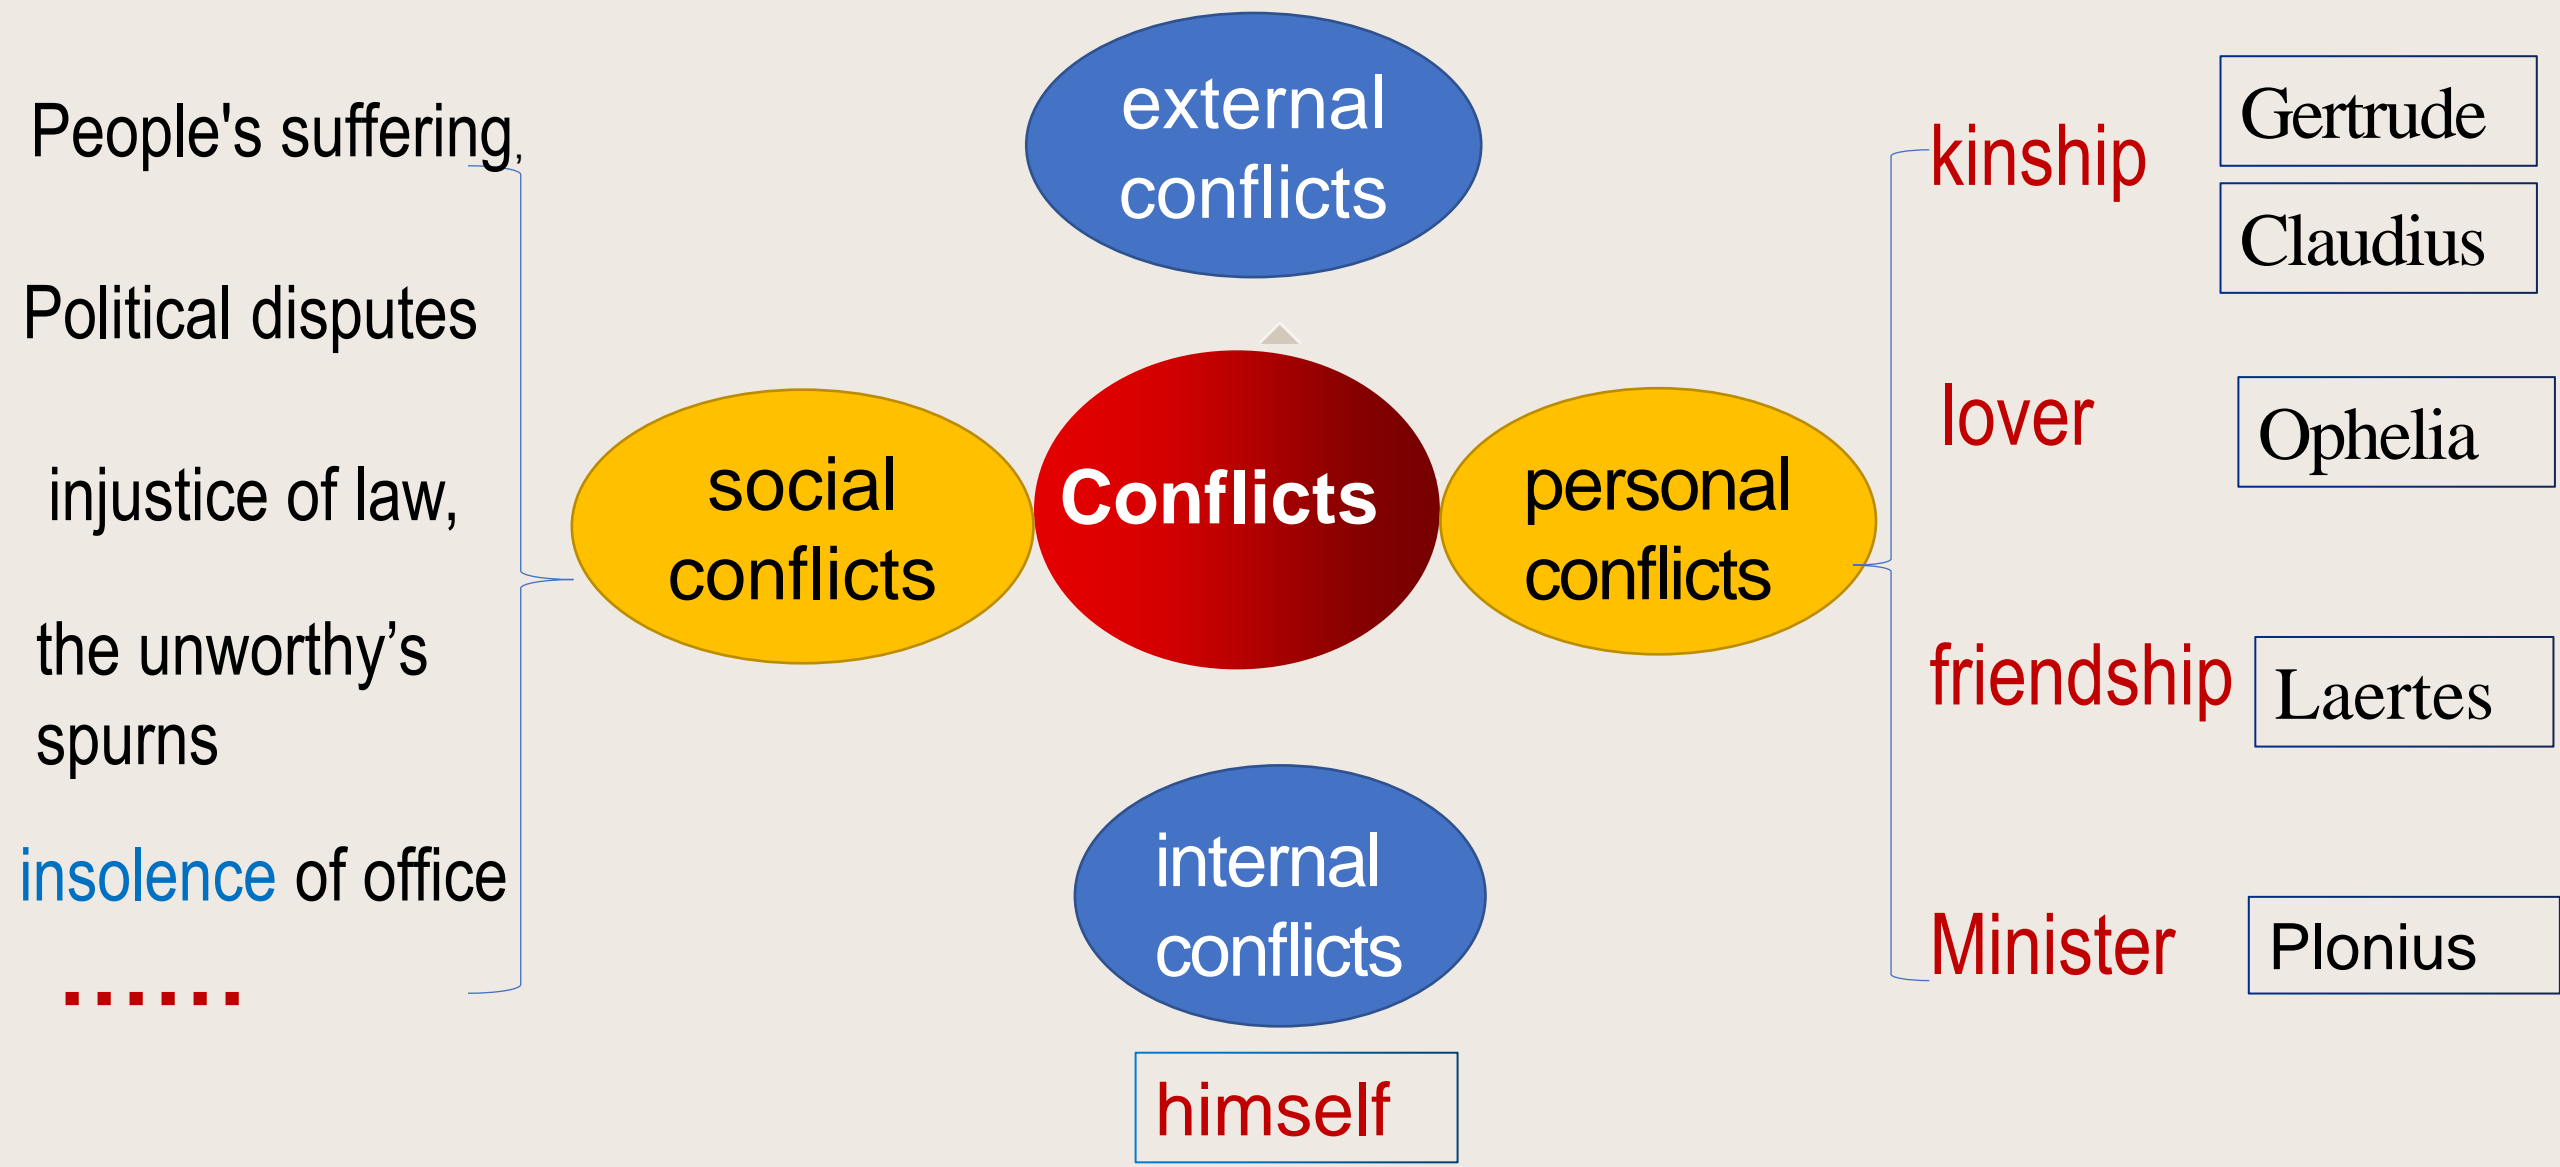 People's suffering,
Political disputes
injustice of law,
the unworthy’s
spurns
insolence of office
......
external
conflicts
social
conflicts
Conflicts
personal
conflicts
internal
conflicts
himself
kinship
Gertrude
Claudius
lover
Ophelia
friendship
Laertes
Minister
Plonius